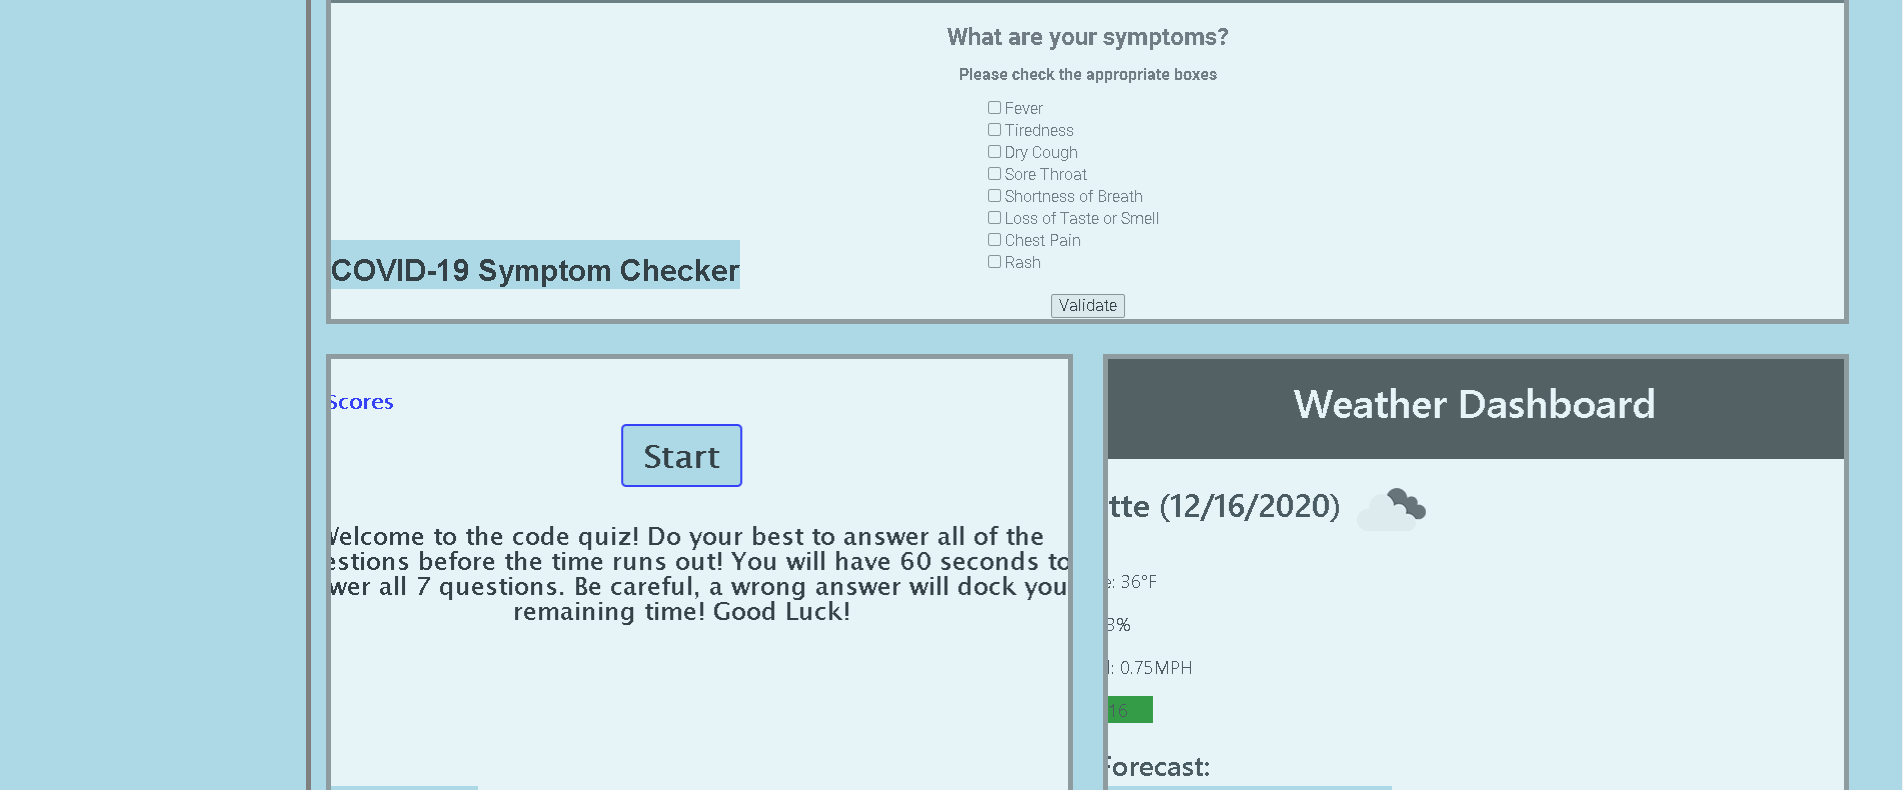 What are your symptoms?
Please check the appropriate boxes
Fever
Tiredness
Dry Cough
Sore Throat
Shortness of Breath
Loss of Taste or Smell
Chest Pain
Rash
COVID-19 Symptom Checker
Validate
Scores
Start
Welcome to the code quiz! Do your best to answer all of the
estions before the time runs out! You will have 60 seconds to
wer all 7 questions. Be careful, a wrong answer will dock you
remaining time! Good Luck!
Weather Dashboard
tte (12/16/2020)
e: 36°F
3%
l: 0.75MPH
16
Forecast: